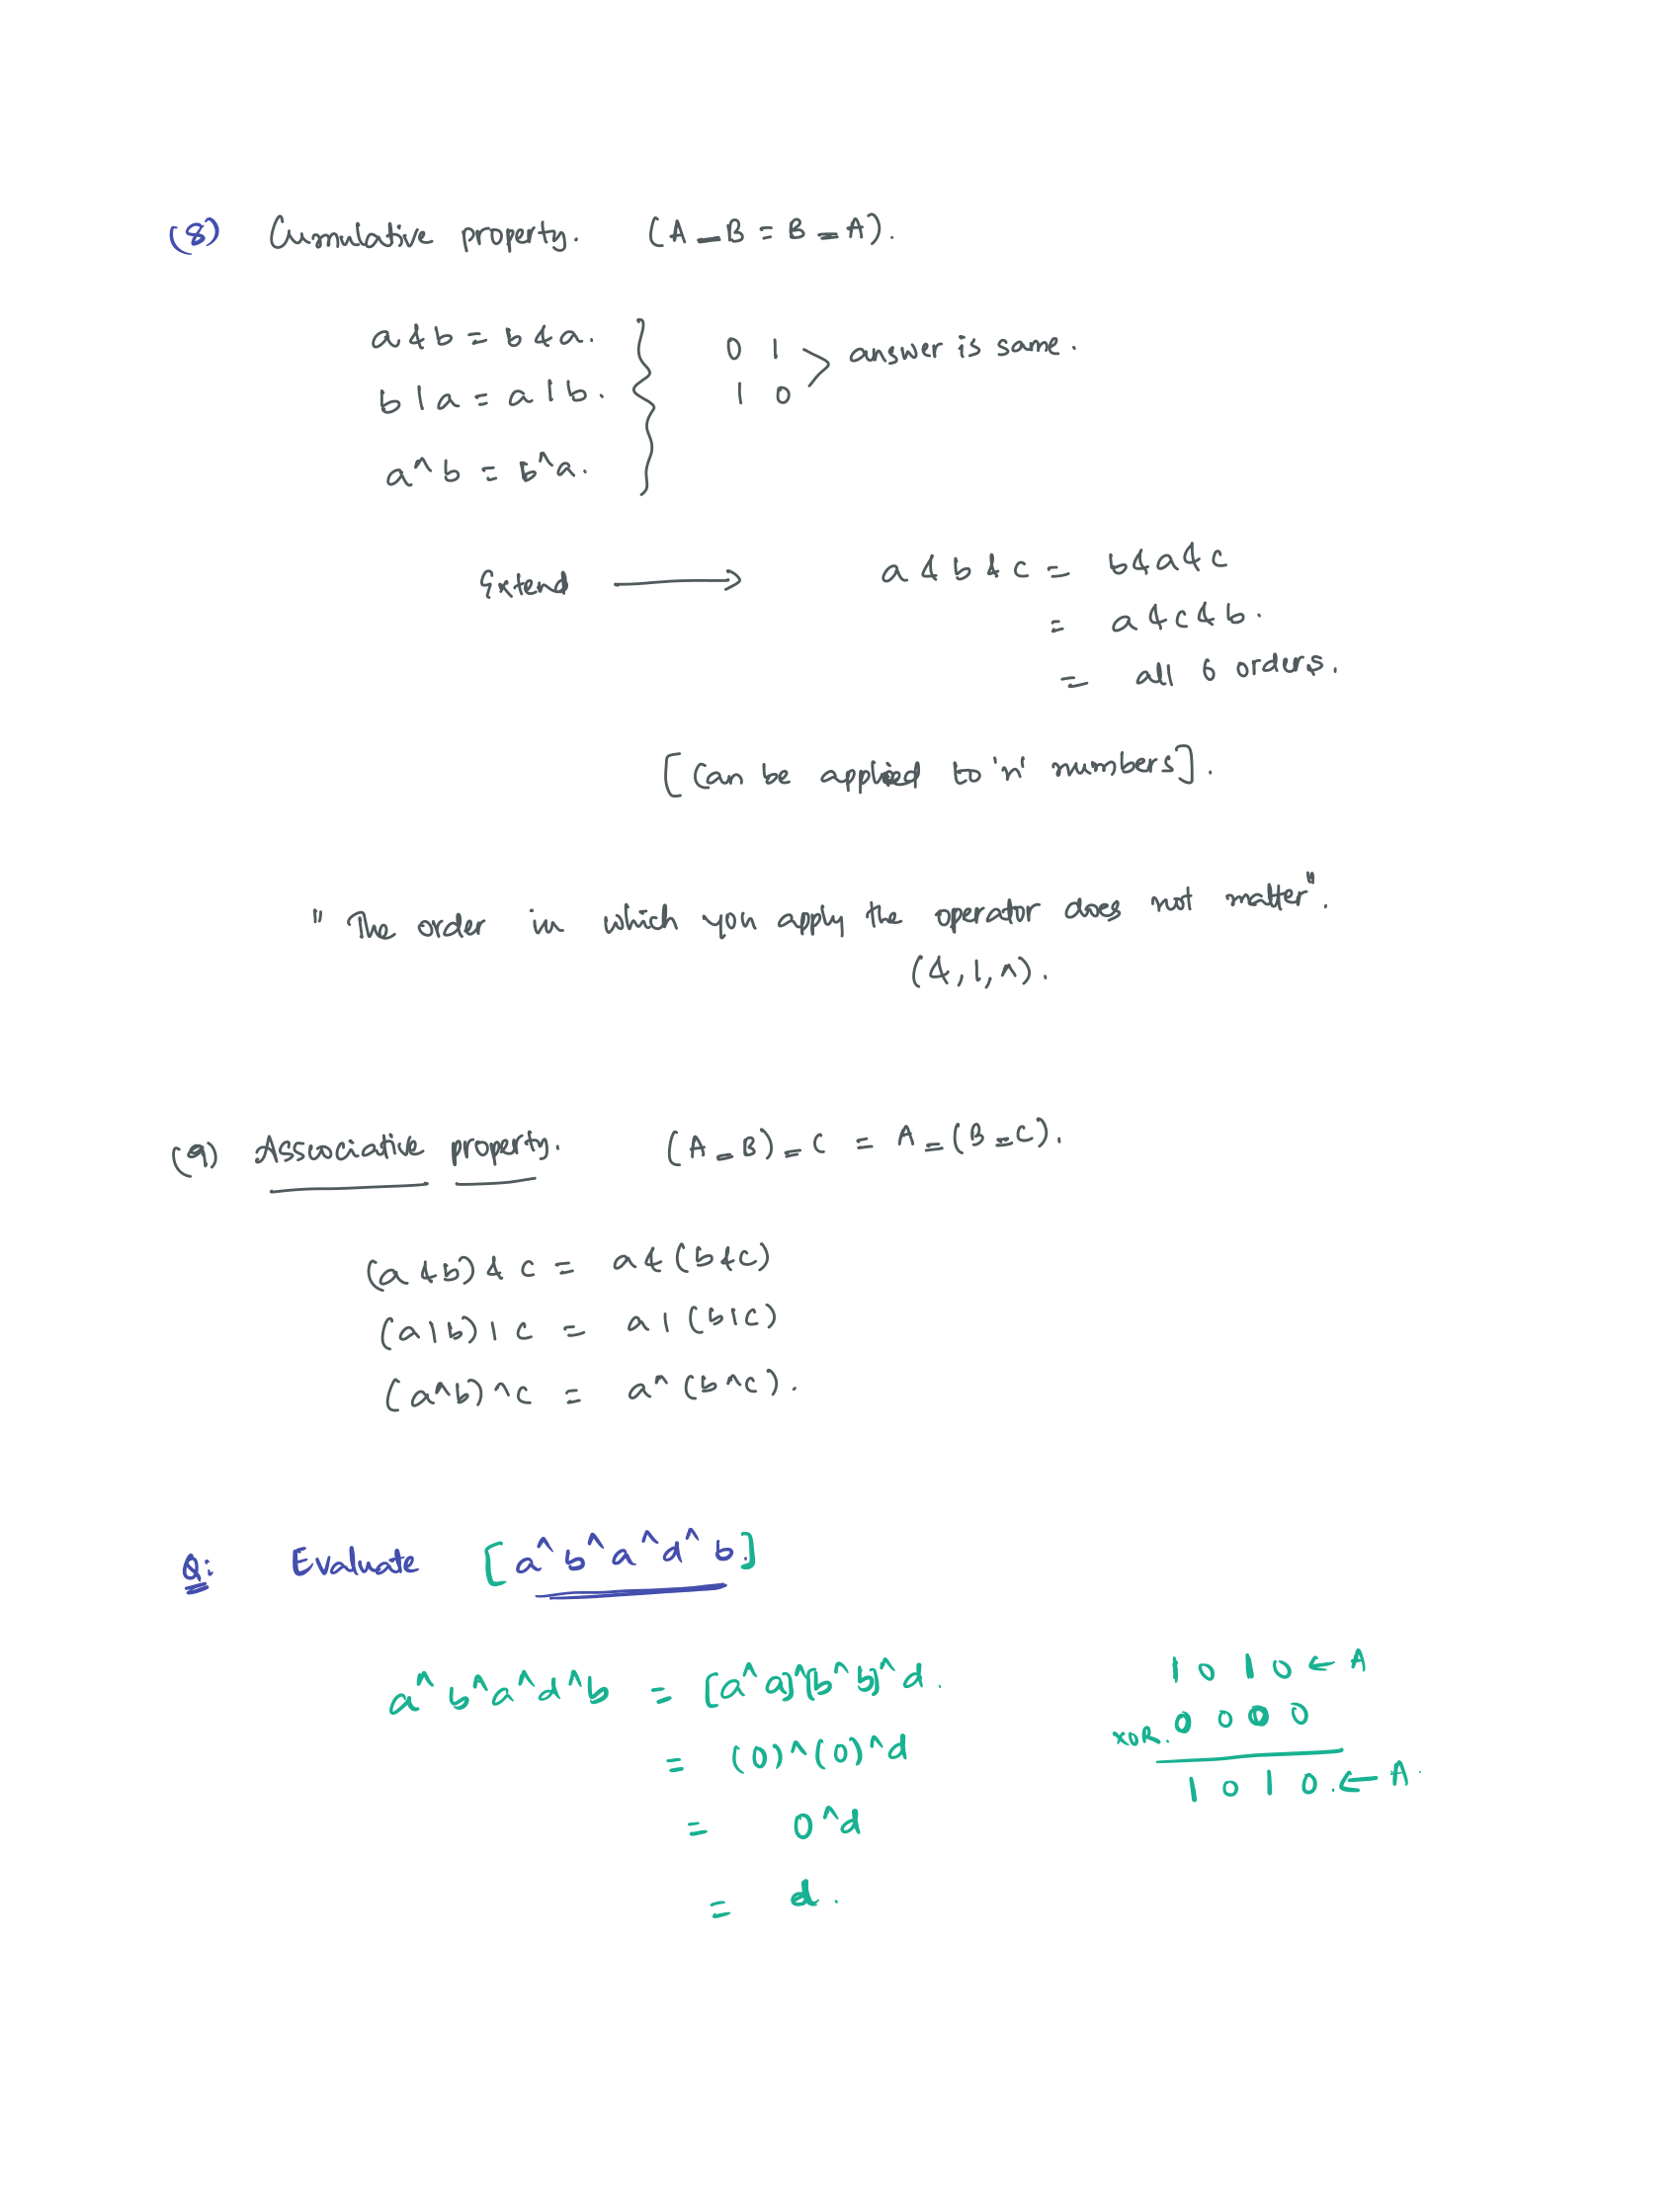 (8) Cummulative property. (A _ B = B _ A).
a & b = b & a.
b | a = a | b.
a ^ b = b ^ a.
0 1
1 0
answer is same.
Extend → a & b & c = b & a & c
= a & c & b.
= all 6 orders.
[Can be applied to 'n' numbers].
"The order in which you apply the operator does not matter".
(&, |, ^).
(9) Associative property. (A _ B) _ C = A _ (B _ C).
(a & b) & c = a & (b & c)
(a | b) | c = a | (b | c)
(a ^ b) ^ c = a ^ (b ^ c).
Q: Evaluate [a ^ b ^ a ^ d ^ b.]
a ^ b ^ a ^ d ^ b = [a ^ a] ^ [b ^ b] ^ d.
= (0) ^ (0) ^ d
= 0 ^ d
= d.
1 0 1 0 ← A
XOR. 0 0 0 0
1 0 1 0. ← A.